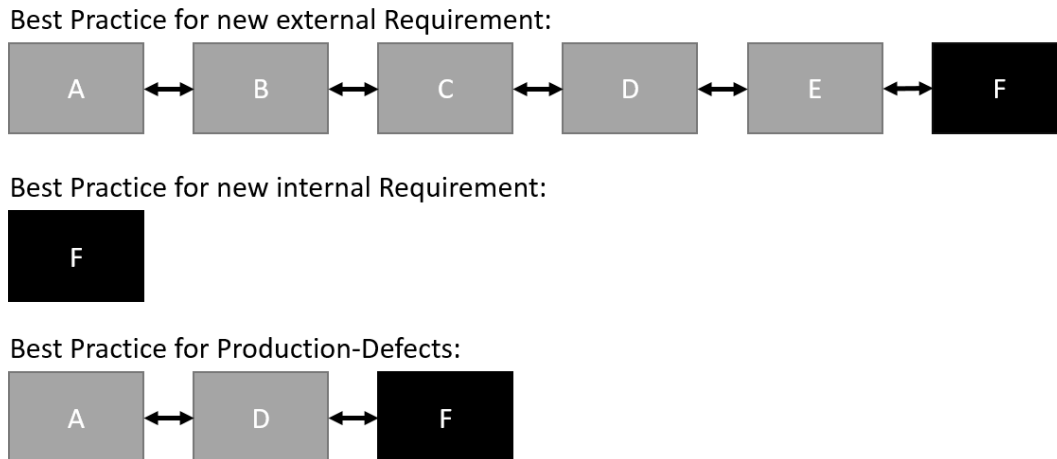 Best Practice for new external Requirement:
A B C D E F
Best Practice for new internal Requirement:
F
Best Practice for Production-Defects:
A D F